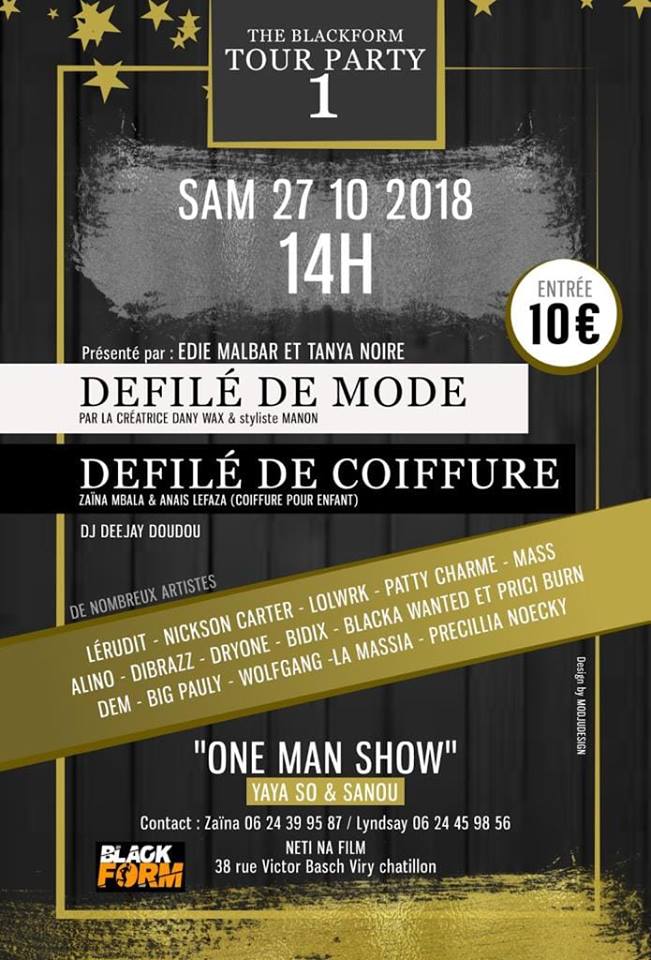 THE BLACKFORM
TOUR PARTY
1
SAM 27 10 2018
14H
ENTRÉE
10€
Présenté par : EDIE MALBAR ET TANYA NOIRE
DEFILÉ DE MODE
PAR LA CRÉATRICE DANY WAX & styliste MANON
DEFILÉ DE COIFFURE
ZAÏNA MBALA & ANAIS LEFAZA (COIFFURE POUR ENFANT)
DJ DEEJAY DOUDOU
DE NOMBREUX ARTISTES
LÉRUDIT - NICKSON CARTER - LOLWRK - PATTY CHARME - MASS
ALINO - DIBRAZZ - DRYONE - BIDIX - BLACKA WANTED ET PRICI BURN
DEM - BIG PAULY - WOLFGANG -LA MASSIA - PRECILLIA NOECKY
Design by MODJUDESIGN
"ONE MAN SHOW"
YAYA SO & SANOU
Contact : Zaïna 06 24 39 95 87 / Lyndsay 06 24 45 98 56
NETI NA FILM
38 rue Victor Basch Viry chatillon
BLACK
FORM